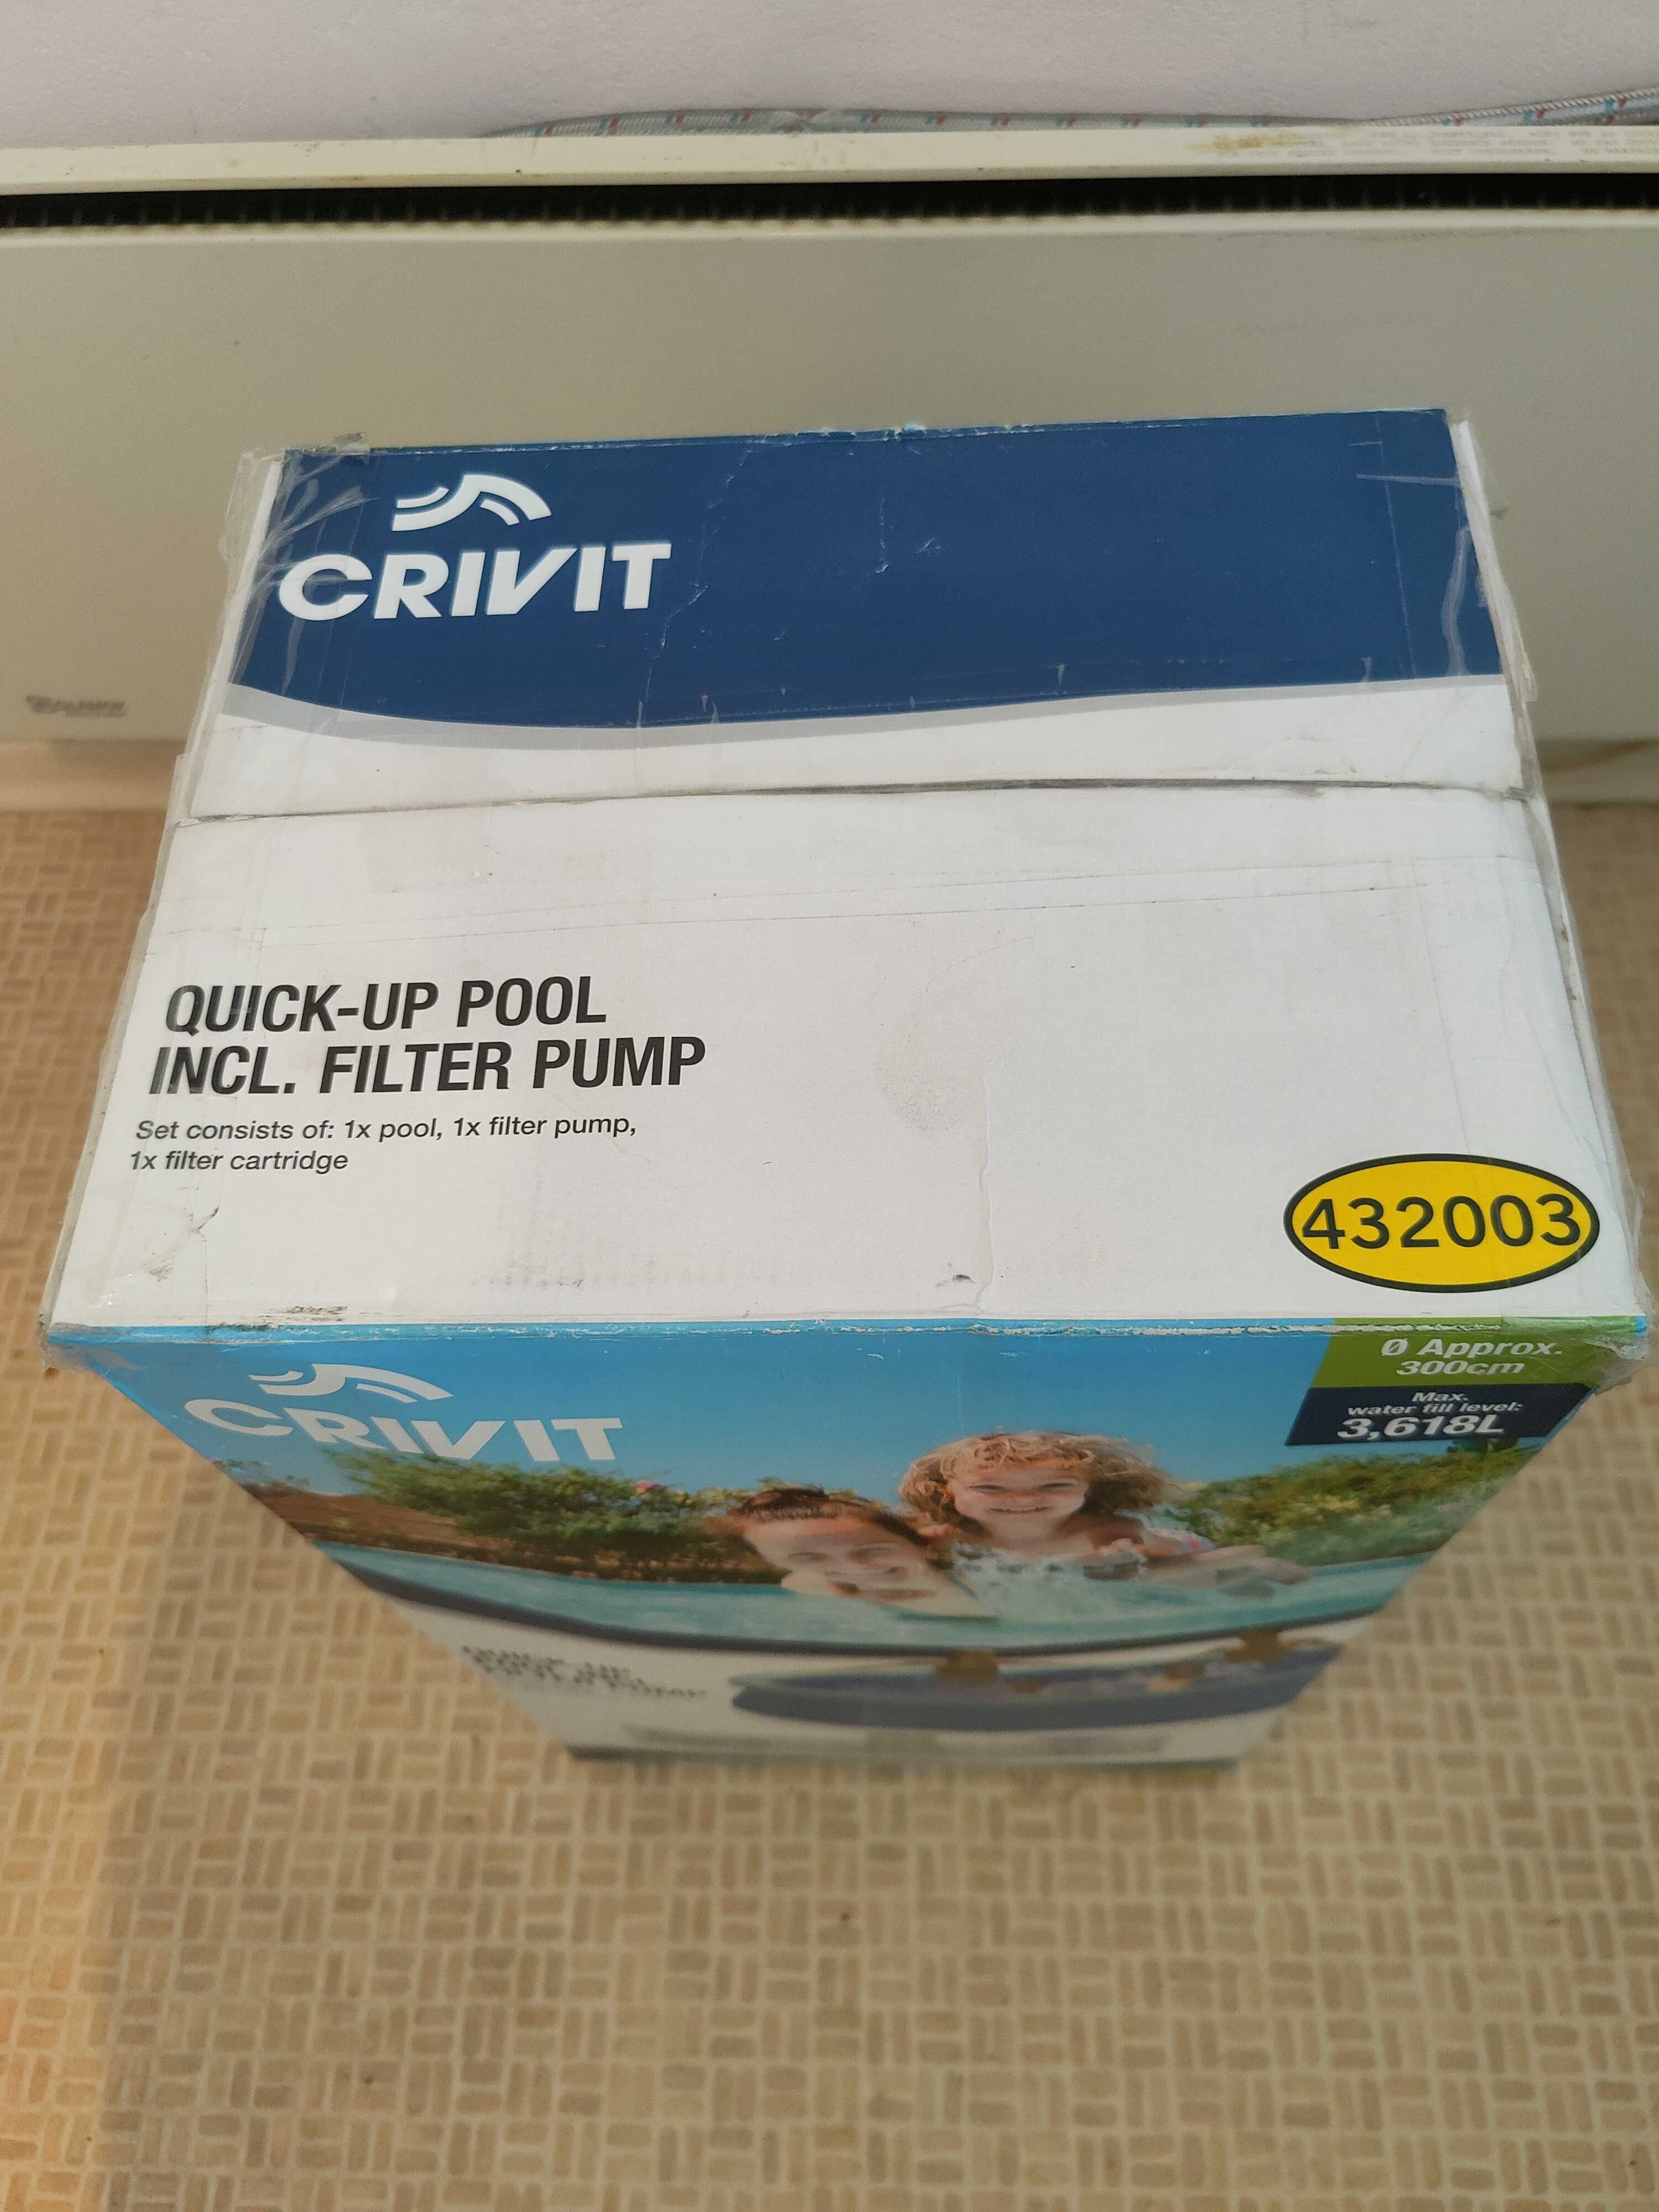 CRIVIT
QUICK-UP POOL
INCL. FILTER PUMP
Set consists of: 1x pool, 1x filter pump,
1x filter cartridge
432003
CRIVIT
Ø Approx.
300cm
Max.
water fill level:
3,618L